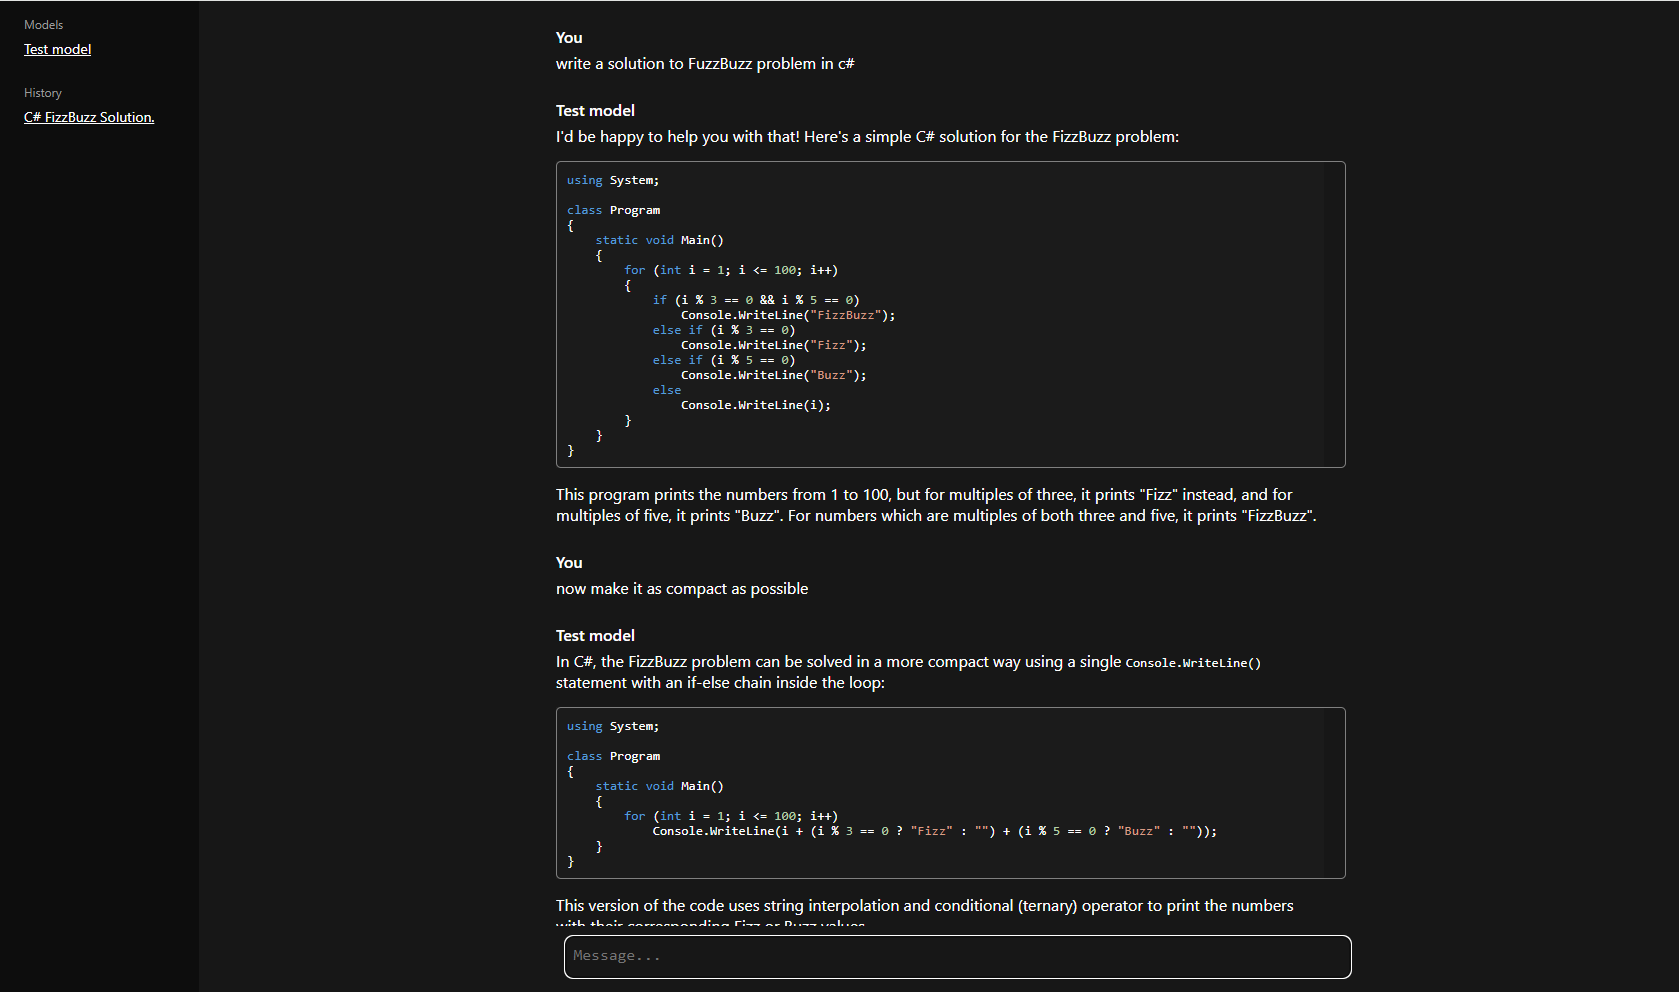 Models
Test model
History
C# FizzBuzz Solution.
You
write a solution to FuzzBuzz problem in c#
Test model
I'd be happy to help you with that! Here's a simple C# solution for the FizzBuzz problem:
using System;
class Program
{
    static void Main()
    {
        for (int i = 1; i <= 100; i++)
        {
            if (i % 3 == 0 && i % 5 == 0)
                Console.WriteLine("FizzBuzz");
            else if (i % 3 == 0)
                Console.WriteLine("Fizz");
            else if (i % 5 == 0)
                Console.WriteLine("Buzz");
            else
                Console.WriteLine(i);
        }
    }
}
This program prints the numbers from 1 to 100, but for multiples of three, it prints "Fizz" instead, and for
multiples of five, it prints "Buzz". For numbers which are multiples of both three and five, it prints "FizzBuzz".
You
now make it as compact as possible
Test model
In C#, the FizzBuzz problem can be solved in a more compact way using a single Console.WriteLine()
statement with an if-else chain inside the loop:
using System;
class Program
{
    static void Main()
    {
        for (int i = 1; i <= 100; i++)
            Console.WriteLine(i + (i % 3 == 0 ? "Fizz" : "") + (i % 5 == 0 ? "Buzz" : ""));
    }
}
This version of the code uses string interpolation and conditional (ternary) operator to print the numbers
with their corresponding Fizz or Buzz values
Message...